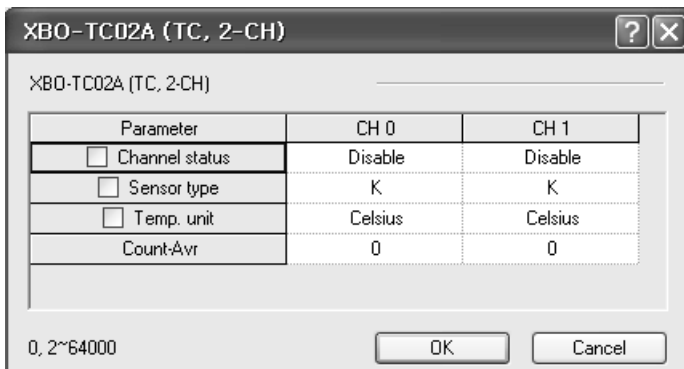 XBO-TC02A (TC, 2-CH)
XBO-TC02A (TC, 2-CH)
Parameter CH 0 CH 1
Channel status Disable Disable
Sensor type K K
Temp. unit Celsius Celsius
Count-Avr 0 0
0, 2~64000 OK Cancel